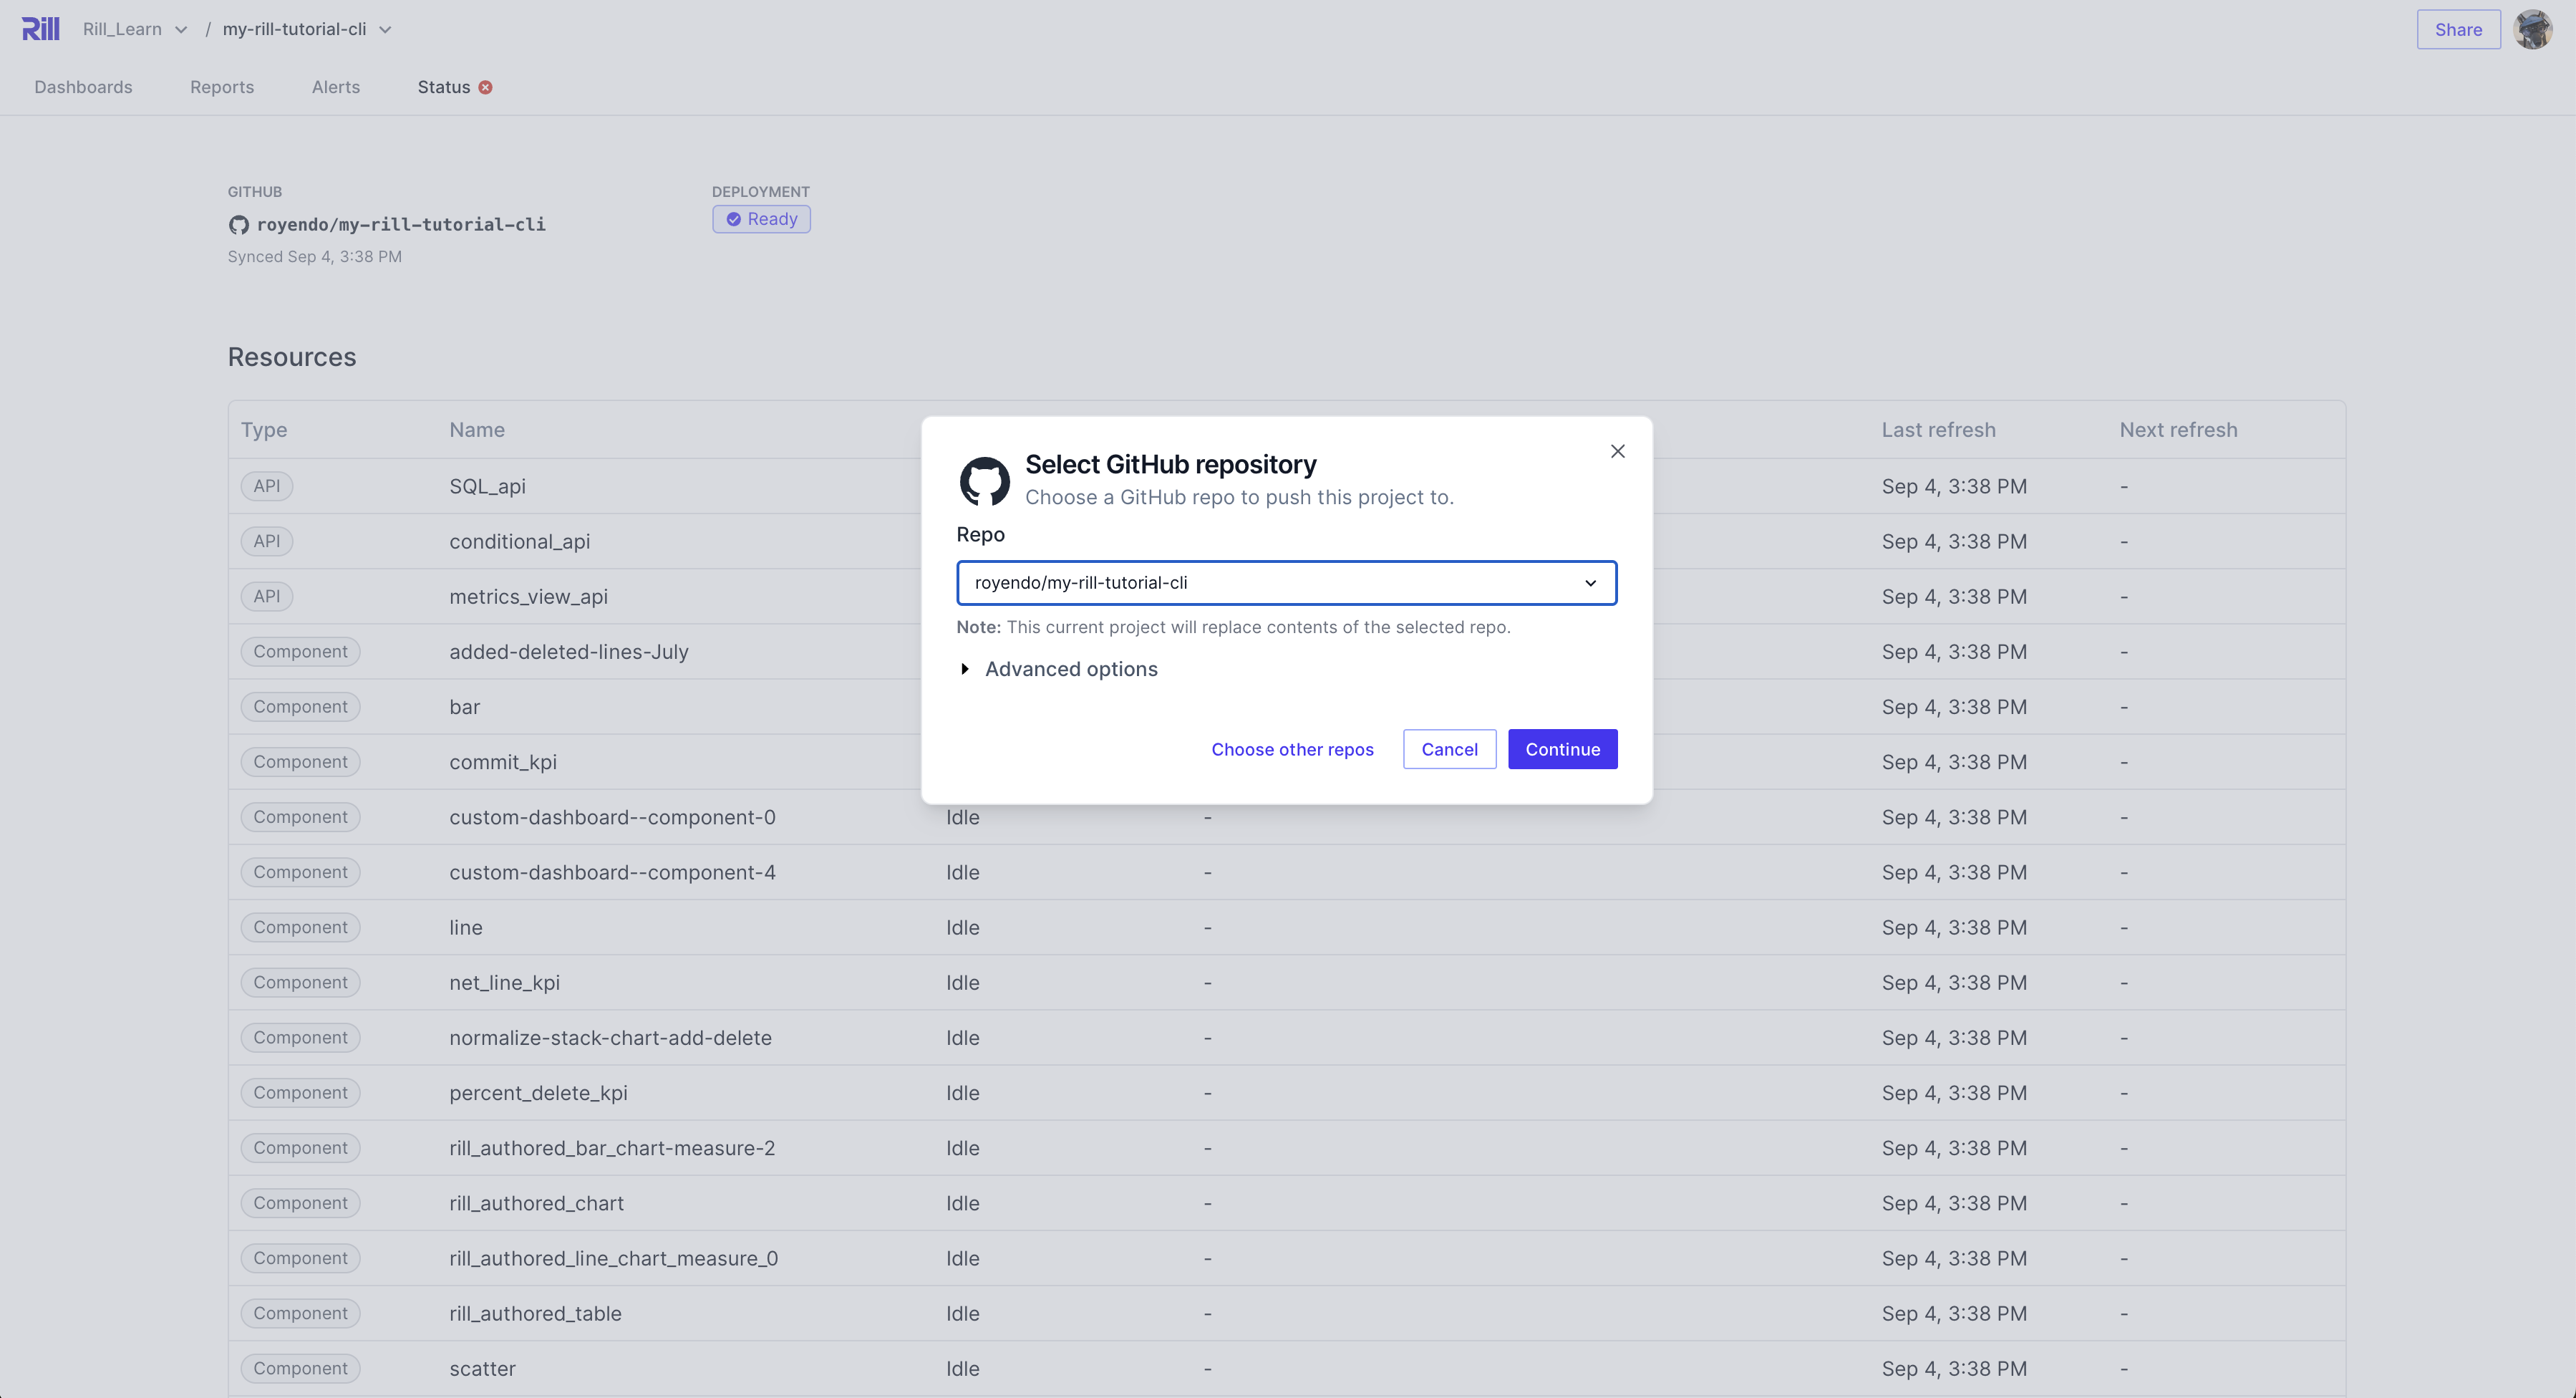 Rill Rill_Learn / my-rill-tutorial-cli Share
Dashboards Reports Alerts Status
GITHUB DEPLOYMENT
royendo/my-rill-tutorial-cli Ready
Synced Sep 4, 3:38 PM
Resources
Type Name Last refresh Next refresh
API SQL_api Sep 4, 3:38 PM -
API conditional_api Sep 4, 3:38 PM -
API metrics_view_api Sep 4, 3:38 PM -
Component added-deleted-lines-July Sep 4, 3:38 PM -
Component bar Sep 4, 3:38 PM -
Component commit_kpi Sep 4, 3:38 PM -
Component custom-dashboard--component-0 Idle - Sep 4, 3:38 PM -
Component custom-dashboard--component-4 Idle - Sep 4, 3:38 PM -
Component line Idle - Sep 4, 3:38 PM -
Component net_line_kpi Idle - Sep 4, 3:38 PM -
Component normalize-stack-chart-add-delete Idle - Sep 4, 3:38 PM -
Component percent_delete_kpi Idle - Sep 4, 3:38 PM -
Component rill_authored_bar_chart-measure-2 Idle - Sep 4, 3:38 PM -
Component rill_authored_chart Idle - Sep 4, 3:38 PM -
Component rill_authored_line_chart_measure_0 Idle - Sep 4, 3:38 PM -
Component rill_authored_table Idle - Sep 4, 3:38 PM -
Component scatter Idle - Sep 4, 3:38 PM -
Select GitHub repository
Choose a GitHub repo to push this project to.
Repo
royendo/my-rill-tutorial-cli
Note: This current project will replace contents of the selected repo.
Advanced options
Choose other repos Cancel Continue